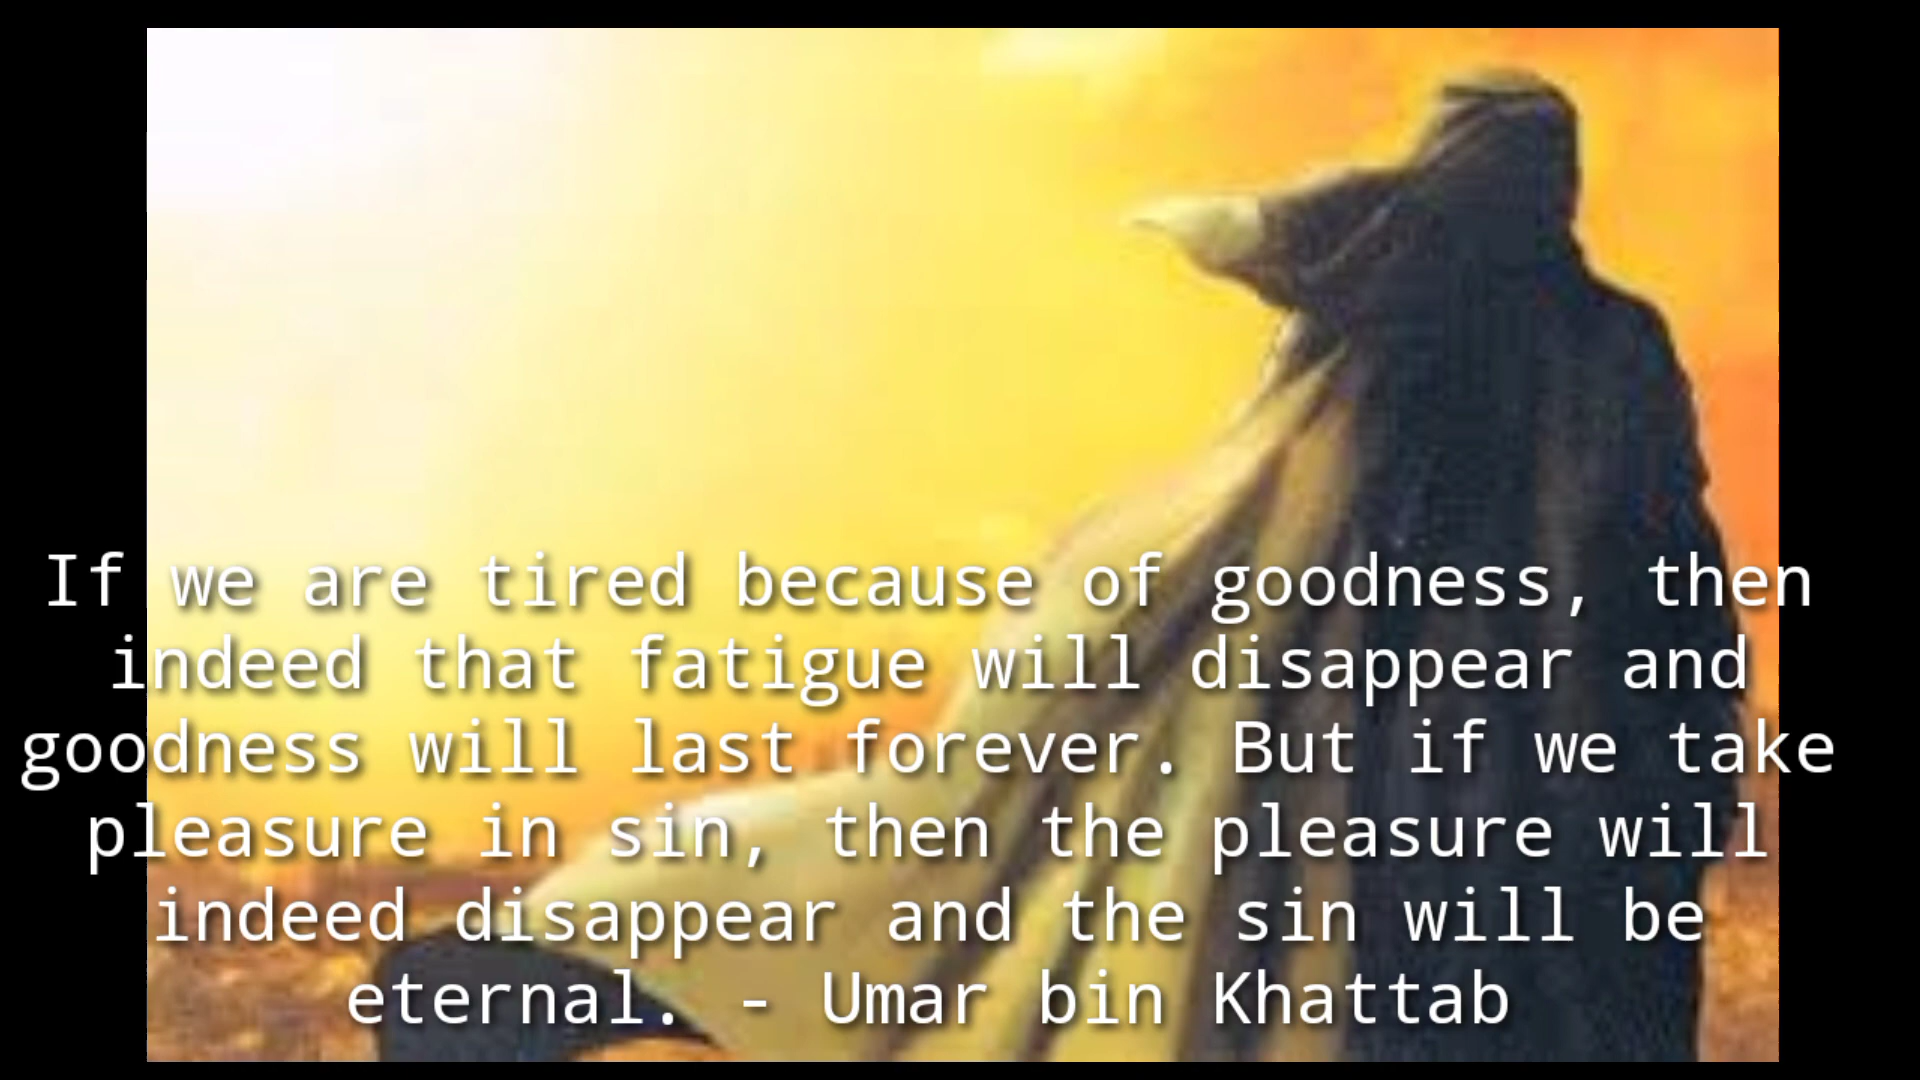 If we are tired because of goodness, then
indeed that fatigue will disappear and
goodness will last forever. But if we take
pleasure in sin, then the pleasure will
indeed disappear and the sin will be
eternal. - Umar bin Khattab